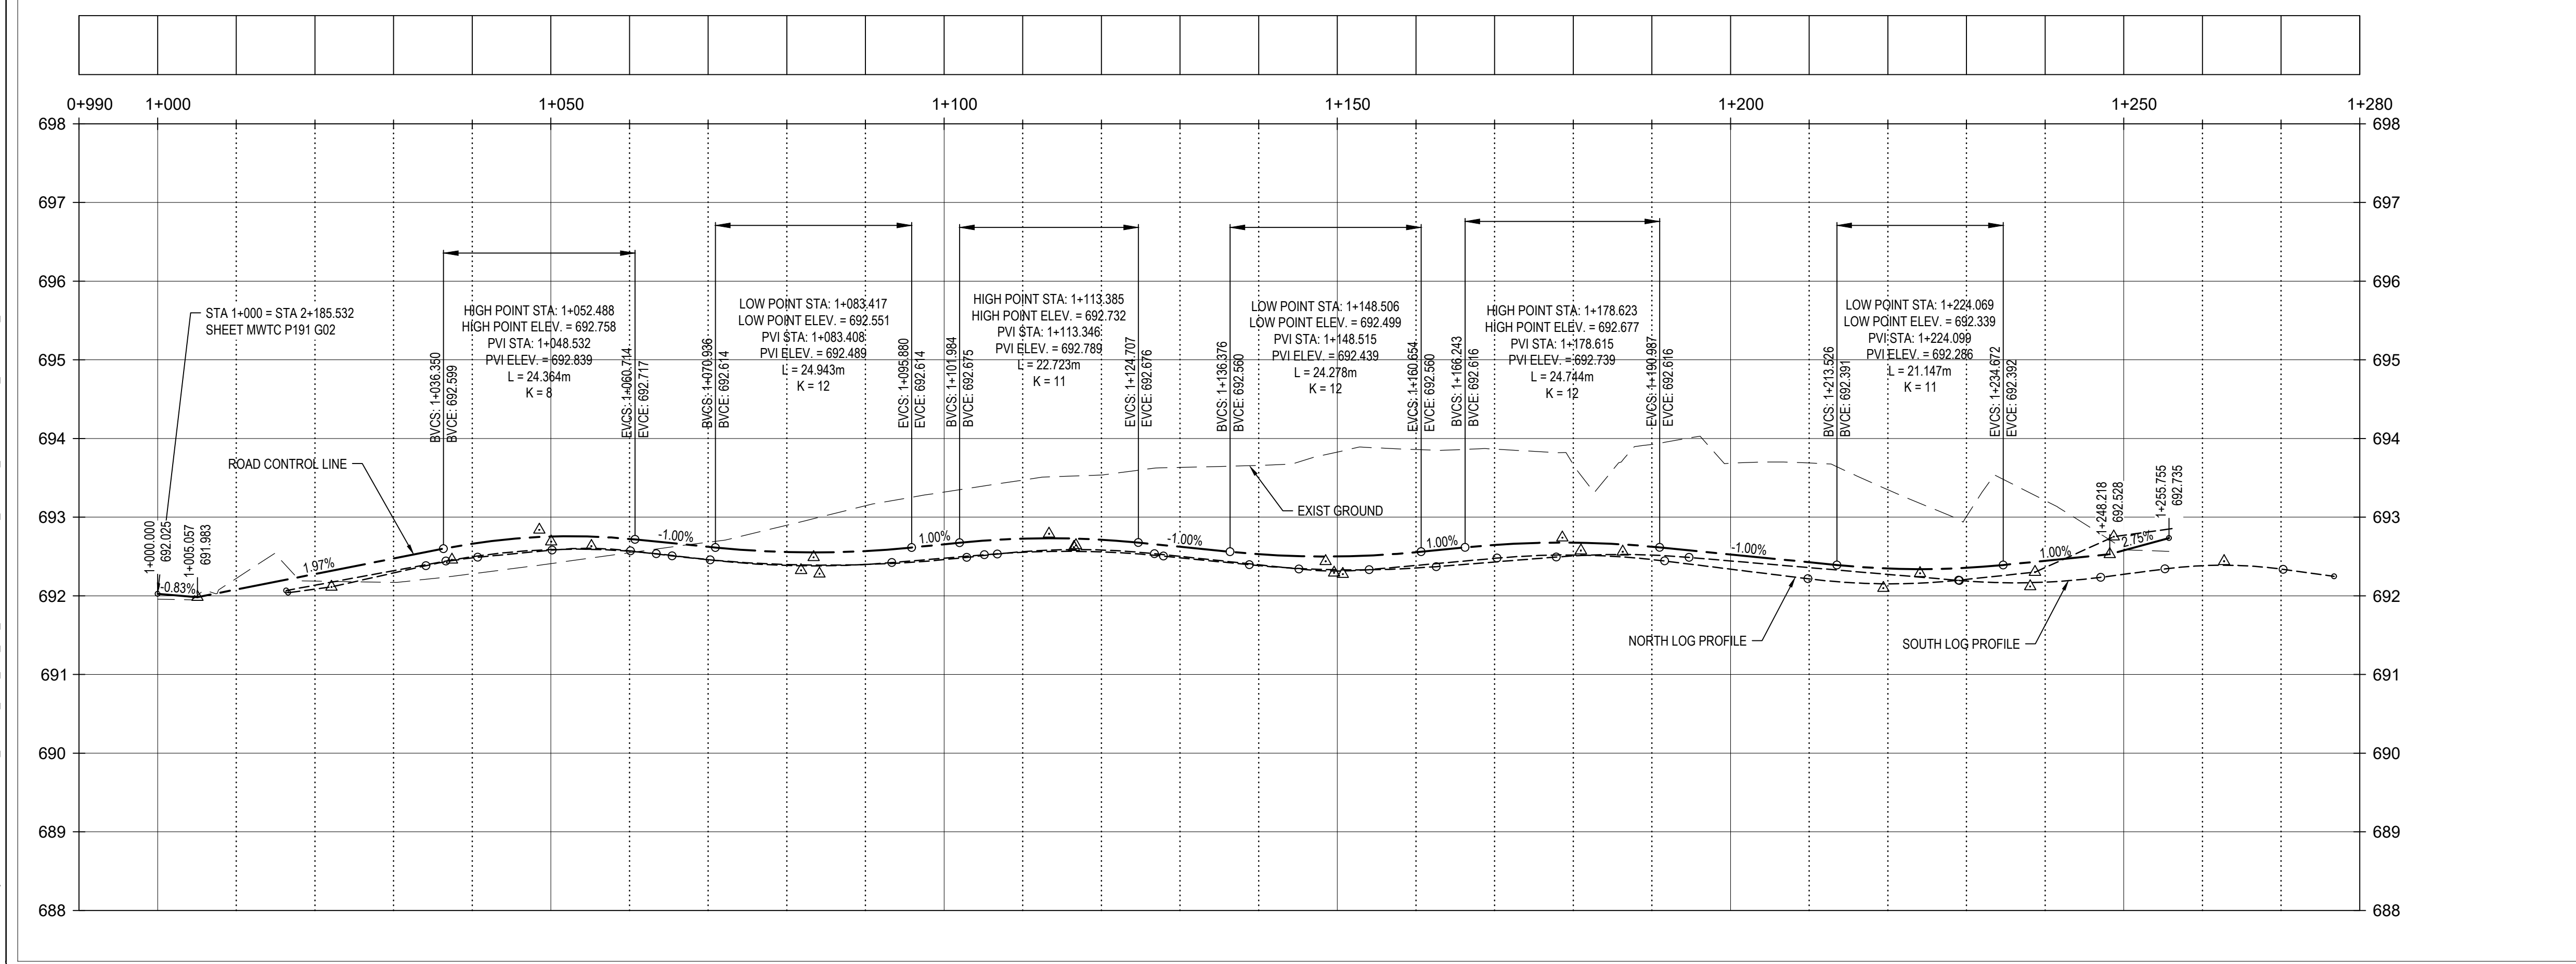 0+990 1+000 1+050 1+100 1+150 1+200 1+250 1+280
698 698
697 697
696 696
695 695
694 694
693 693
692 692
691 691
690 690
689 689
688 688
STA 1+000 = STA 2+185.532
SHEET MWTC P191 G02
ROAD CONTROL LINE
1+000.000
692.025
1+005.057
691.983
-0.83%
1.97%
BVCS: 1+036.350
BVCE: 692.599
HIGH POINT STA: 1+052.488
HIGH POINT ELEV. = 692.758
PVI STA: 1+048.532
PVI ELEV. = 692.839
L = 24.364m
K = 8
EVCS: 1+060.714
EVCE: 692.717
-1.00%
BVCS: 1+070.936
BVCE: 692.614
LOW POINT STA: 1+083.417
LOW POINT ELEV. = 692.551
PVI STA: 1+083.408
PVI ELEV. = 692.489
L = 24.943m
K = 12
EVCS: 1+095.880
EVCE: 692.614
1.00%
BVCS: 1+101.984
BVCE: 692.675
HIGH POINT STA: 1+113.385
HIGH POINT ELEV. = 692.732
PVI STA: 1+113.346
PVI ELEV. = 692.789
L = 22.723m
K = 11
EVCS: 1+124.707
EVCE: 692.676
-1.00%
BVCS: 1+136.376
BVCE: 692.560
LOW POINT STA: 1+148.506
LOW POINT ELEV. = 692.499
PVI STA: 1+148.515
PVI ELEV. = 692.439
L = 24.278m
K = 12
EVCS: 1+160.654
EVCE: 692.560
1.00%
EXIST GROUND
BVCS: 1+166.243
BVCE: 692.616
HIGH POINT STA: 1+178.623
HIGH POINT ELEV. = 692.677
PVI STA: 1+178.615
PVI ELEV. = 692.739
L = 24.744m
K = 12
EVCS: 1+190.987
EVCE: 692.616
-1.00%
BVCS: 1+213.526
BVCE: 692.391
LOW POINT STA: 1+224.069
LOW POINT ELEV. = 692.339
PVI STA: 1+224.099
PVI ELEV. = 692.286
L = 21.147m
K = 11
EVCS: 1+234.672
EVCE: 692.392
1.00%
1+248.218
692.528
2.75%
1+255.755
692.735
NORTH LOG PROFILE
SOUTH LOG PROFILE